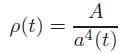 ρ(t) = A / a⁴(t)